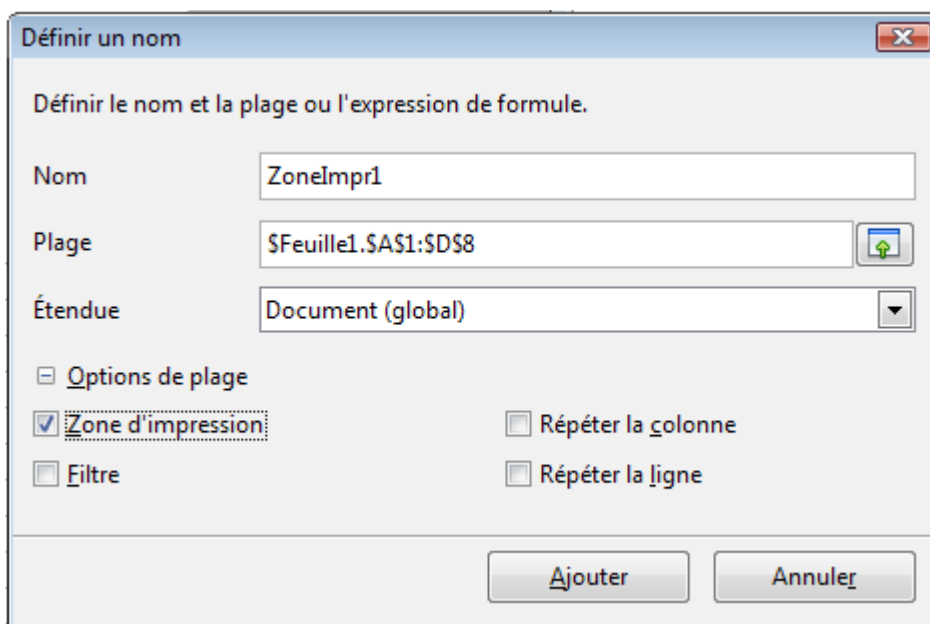 Définir un nom
Définir le nom et la plage ou l'expression de formule.
Nom ZoneImpr1
Plage $Feuille1.$A$1:$D$8
Étendue Document (global)
Options de plage
Zone d'impression Répéter la colonne
Filtre Répéter la ligne
Ajouter Annuler